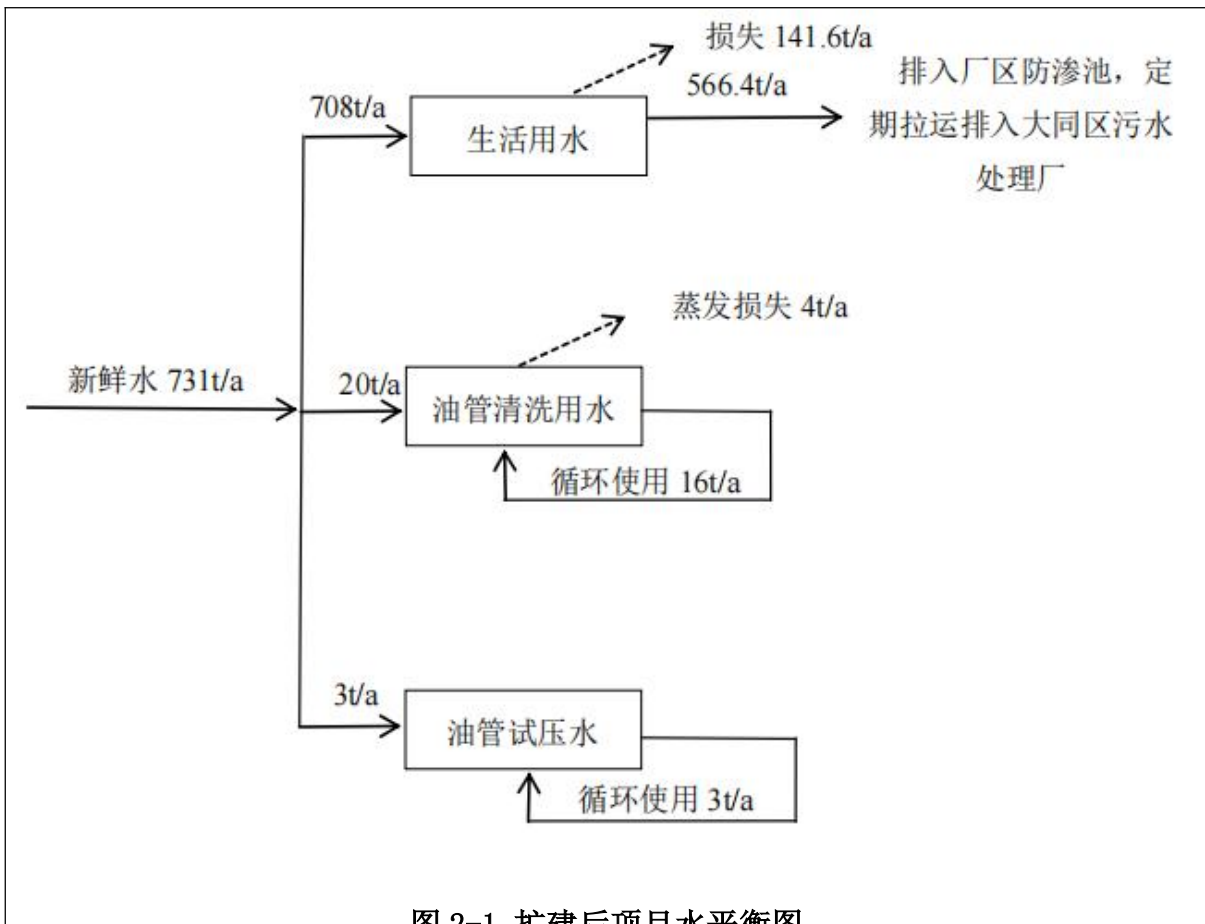 损失 141.6t/a
708t/a
566.4t/a
排入厂区防渗池，定
期拉运排入大同区污水
处理厂
生活用水
蒸发损失 4t/a
新鲜水 731t/a
20t/a
油管清洗用水
循环使用 16t/a
3t/a
油管试压水
循环使用 3t/a
图 2-1 扩建后项目水平衡图